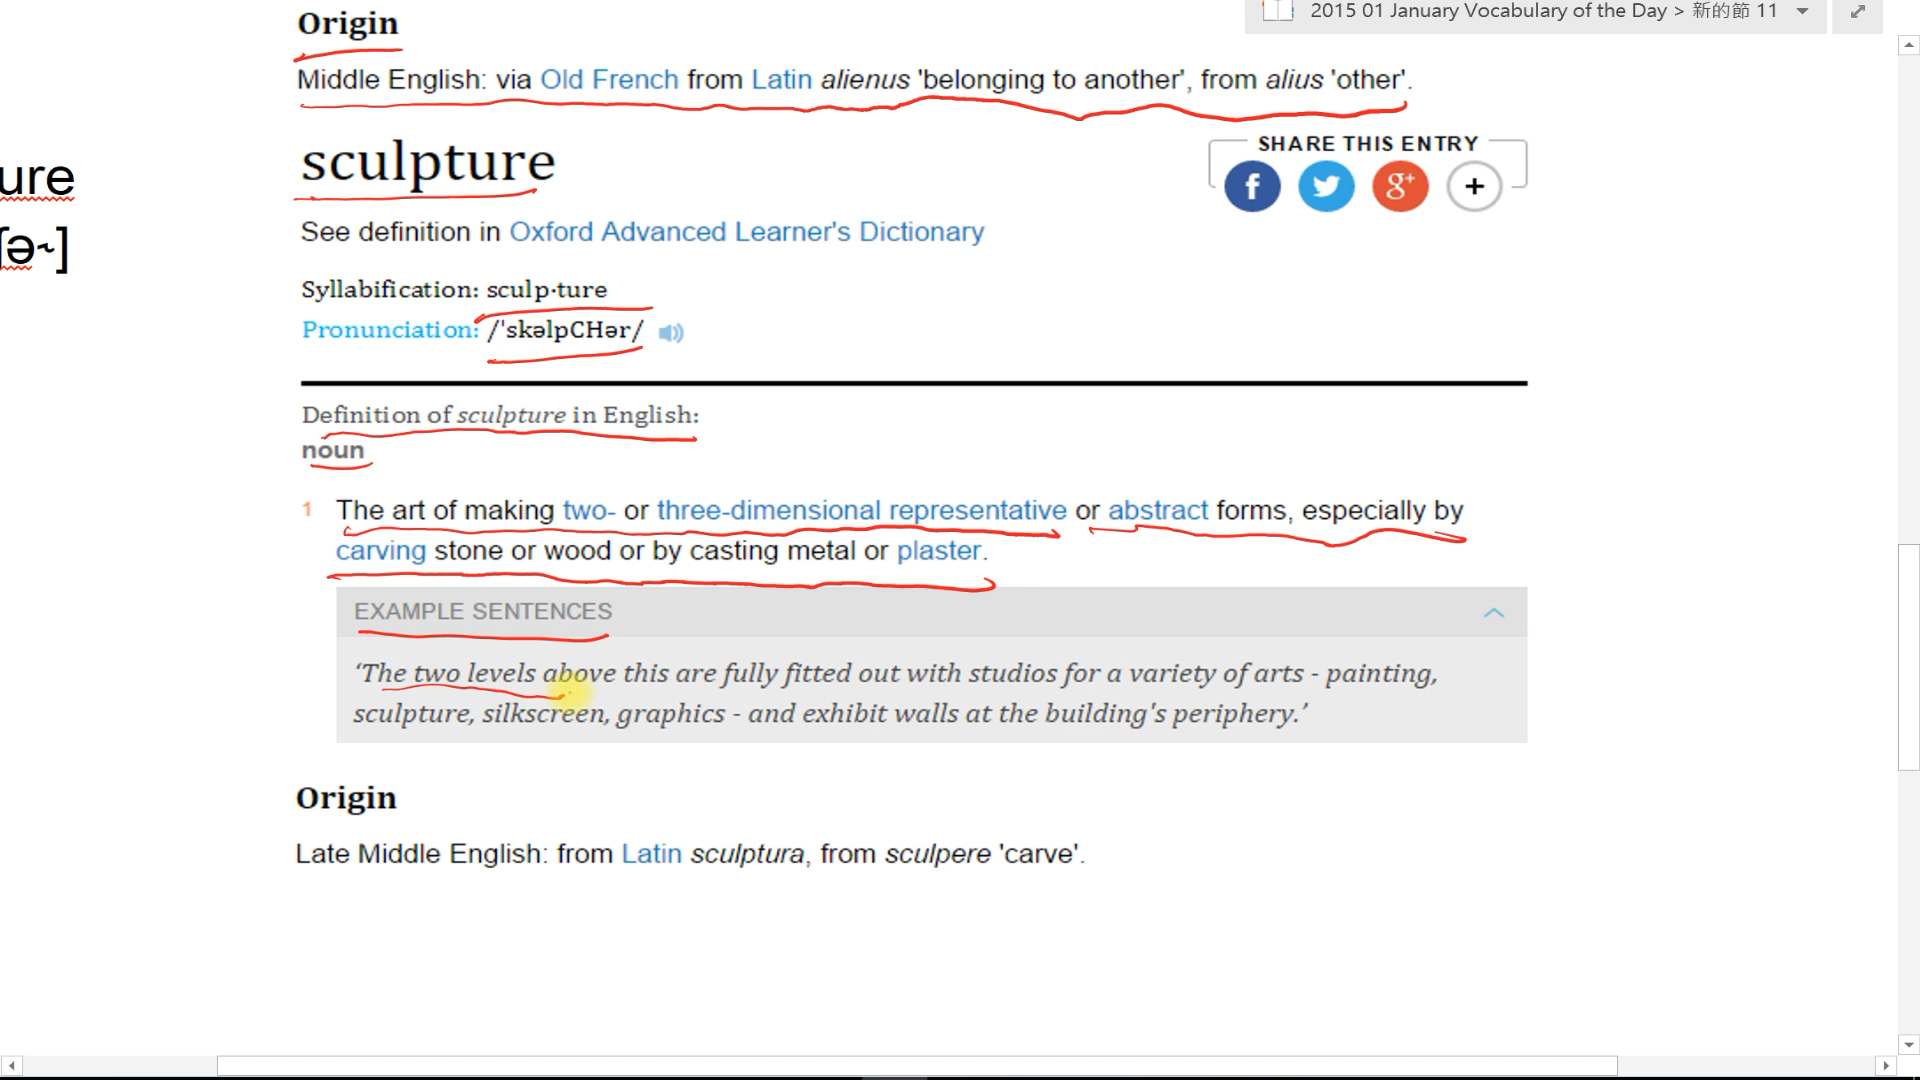 2015 01 January Vocabulary of the Day > 新的節 11
Origin
Middle English: via Old French from Latin alienus 'belonging to another', from alius 'other'.
ure
ʃɚ]
sculpture
SHARE THIS ENTRY
f g+ +
See definition in Oxford Advanced Learner's Dictionary
Syllabification: sculp·ture
Pronunciation: /ˈskəlpCHər/
Definition of sculpture in English:
noun
1 The art of making two- or three-dimensional representative or abstract forms, especially by
carving stone or wood or by casting metal or plaster.
EXAMPLE SENTENCES
‘The two levels above this are fully fitted out with studios for a variety of arts - painting,
sculpture, silkscreen, graphics - and exhibit walls at the building's periphery.’
Origin
Late Middle English: from Latin sculptura, from sculpere 'carve'.